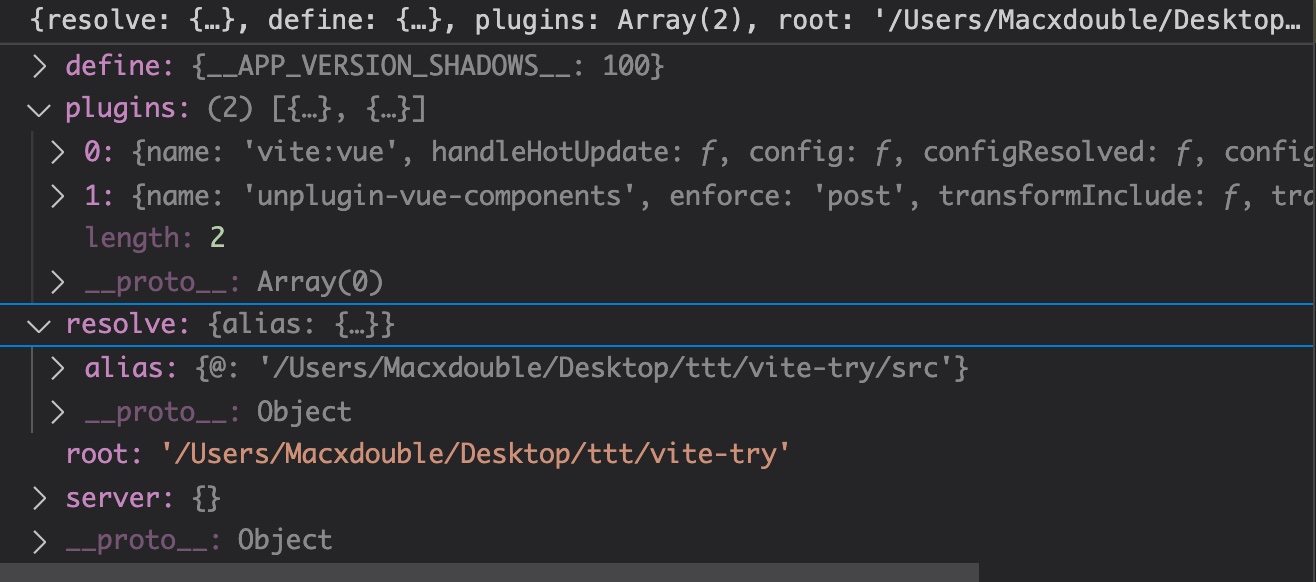 {resolve: {…}, define: {…}, plugins: Array(2), root: '/Users/Macxdouble/Desktop…
define: {__APP_VERSION_SHADOWS__: 100}
plugins: (2) [{…}, {…}]
0: {name: 'vite:vue', handleHotUpdate: ƒ, config: ƒ, configResolved: ƒ, config
1: {name: 'unplugin-vue-components', enforce: 'post', transformInclude: ƒ, tra
length: 2
__proto__: Array(0)
resolve: {alias: {…}}
alias: {@: '/Users/Macxdouble/Desktop/ttt/vite-try/src'}
__proto__: Object
root: '/Users/Macxdouble/Desktop/ttt/vite-try'
server: {}
__proto__: Object